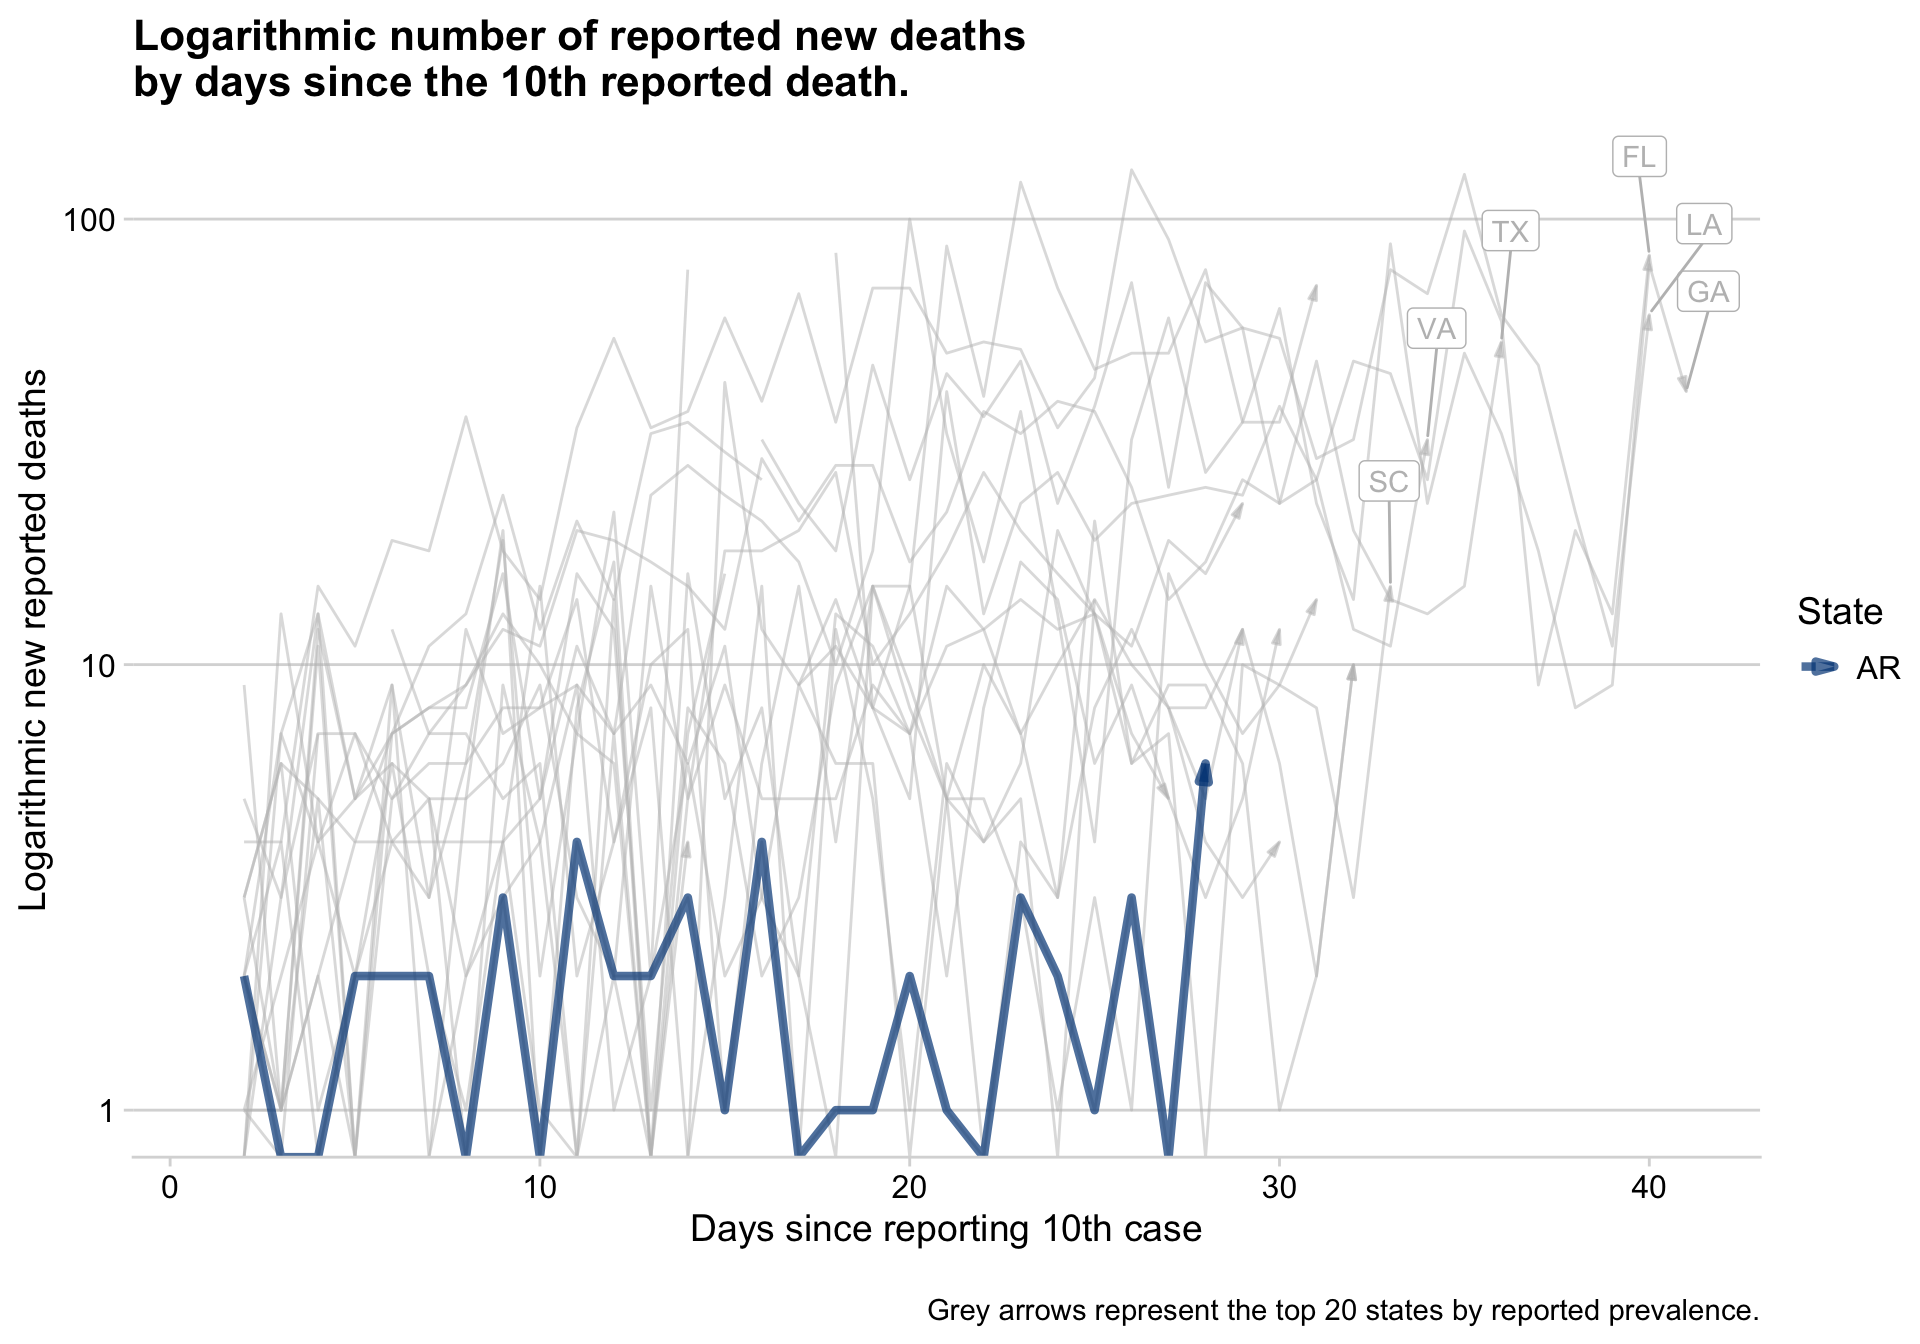 Logarithmic number of reported new deaths
by days since the 10th reported death.
FL
100
LA
TX
GA
VA
SC
Logarithmic new reported deaths
State
10
AR
1
0
10
20
30
40
Days since reporting 10th case
Grey arrows represent the top 20 states by reported prevalence.